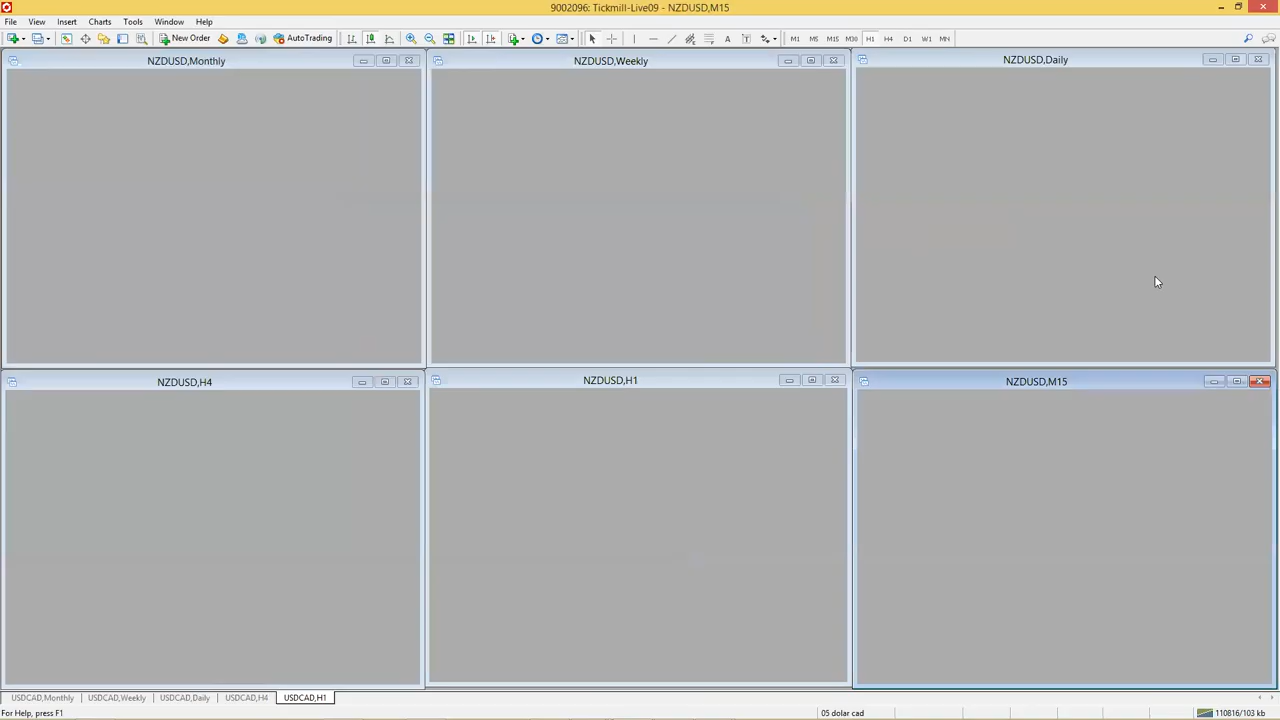 9002096: Tickmill-Live09 - NZDUSD,M15
File View Insert Charts Tools Window Help
New Order AutoTrading A T M1 M5 M15 M30 H1 H4 D1 W1 MN
NZDUSD,Monthly NZDUSD,Weekly NZDUSD,Daily
NZDUSD,H4 NZDUSD,H1 NZDUSD,M15
USDCAD,Monthly USDCAD,Weekly USDCAD,Daily USDCAD,H4 USDCAD,H1
For Help, press F1 05 dolar cad 110816/103 kb